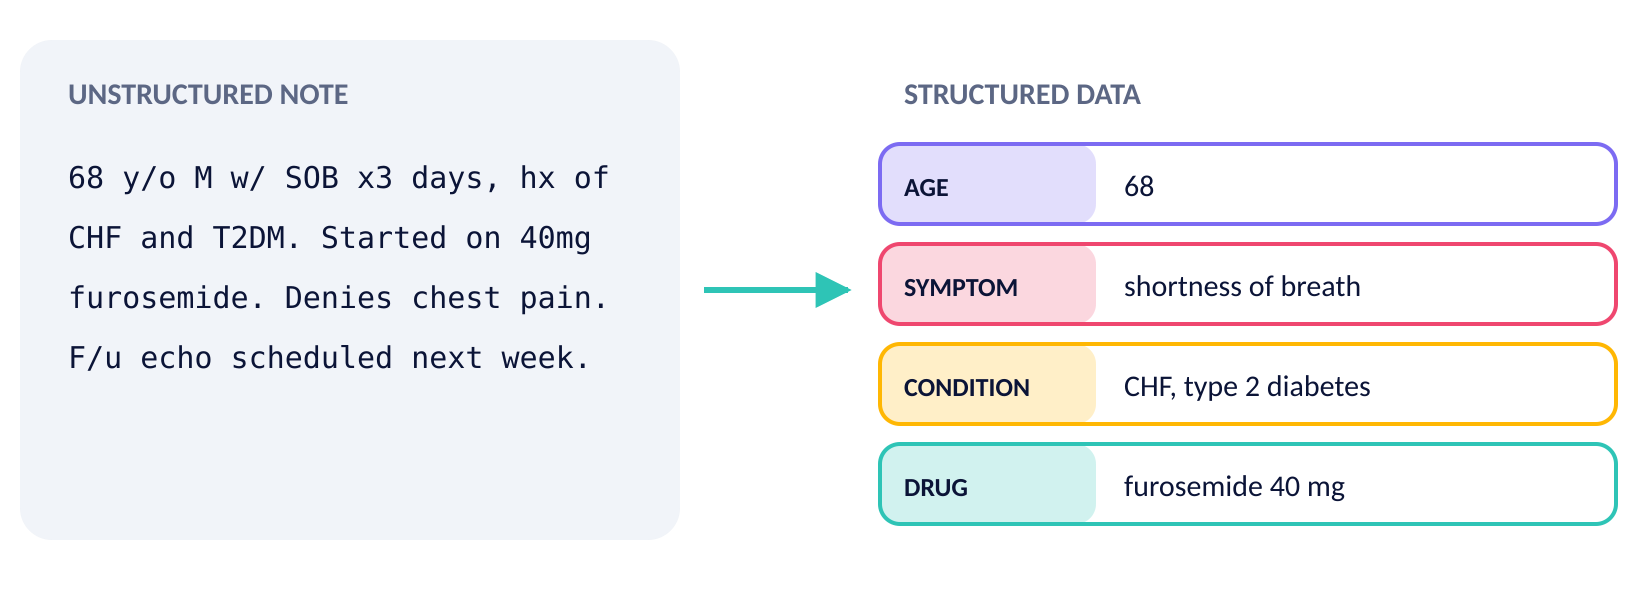 UNSTRUCTURED NOTE
68 y/o M w/ SOB x3 days, hx of
CHF and T2DM. Started on 40mg
furosemide. Denies chest pain.
F/u echo scheduled next week.
STRUCTURED DATA
AGE 68
SYMPTOM shortness of breath
CONDITION CHF, type 2 diabetes
DRUG furosemide 40 mg